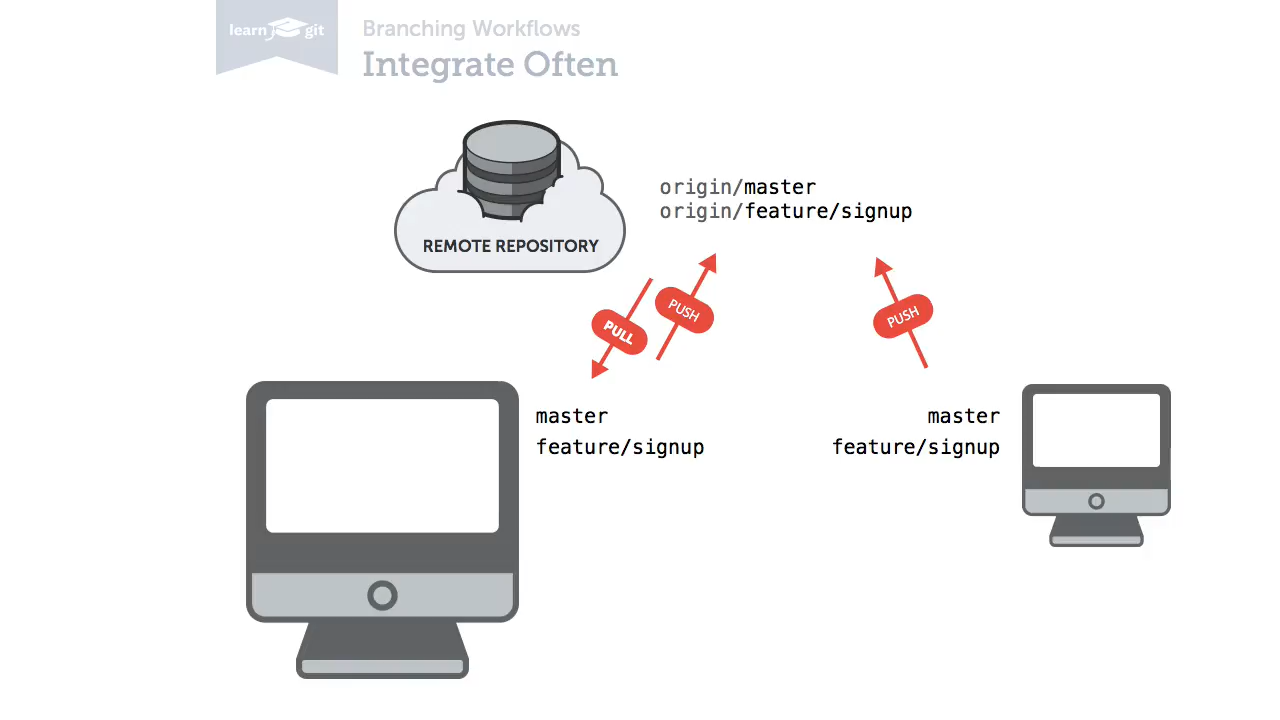 learn git
Branching Workflows
Integrate Often
origin/master
origin/feature/signup
REMOTE REPOSITORY
PULL
PUSH
PUSH
master
feature/signup
master
feature/signup